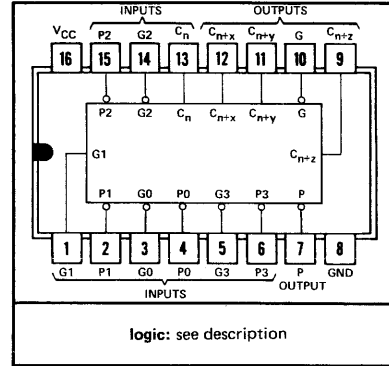 INPUTS OUTPUTS
VCC P2 G2 Cn Cn+x Cn+y G Cn+z
16 15 14 13 12 11 10 9
P2 G2 Cn Cn+x Cn+y G
G1 Cn+z
P1 G0 P0 G3 P3 P
1 2 3 4 5 6 7 8
G1 P1 G0 P0 G3 P3 P GND
INPUTS OUTPUT
logic: see description